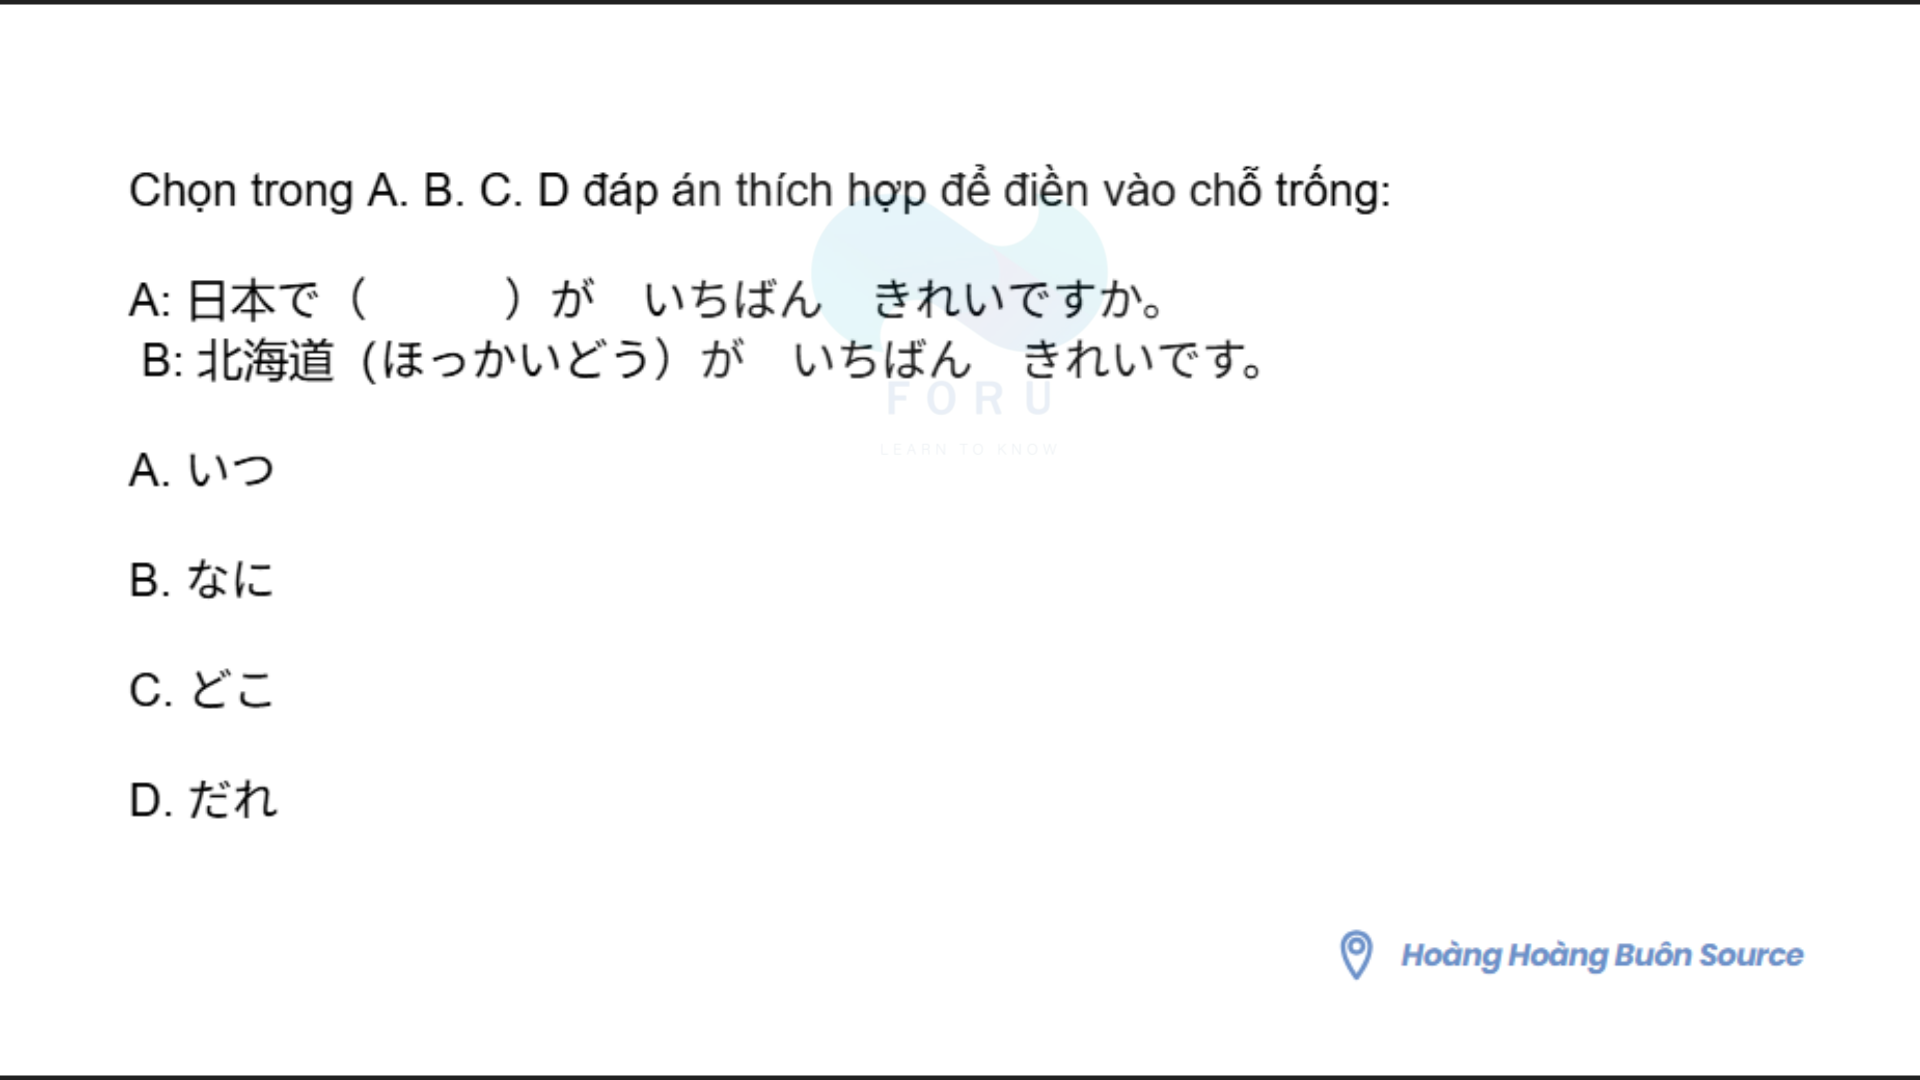 Chọn trong A. B. C. D đáp án thích hợp để điền vào chỗ trống:
A: 日本で（　　　）が　いちばん　きれいですか。
B: 北海道（ほっかいどう）が　いちばん　きれいです。
FORU
LEARN TO KNOW
A. いつ
B. なに
C. どこ
D. だれ
Hoàng Hoàng Buôn Source